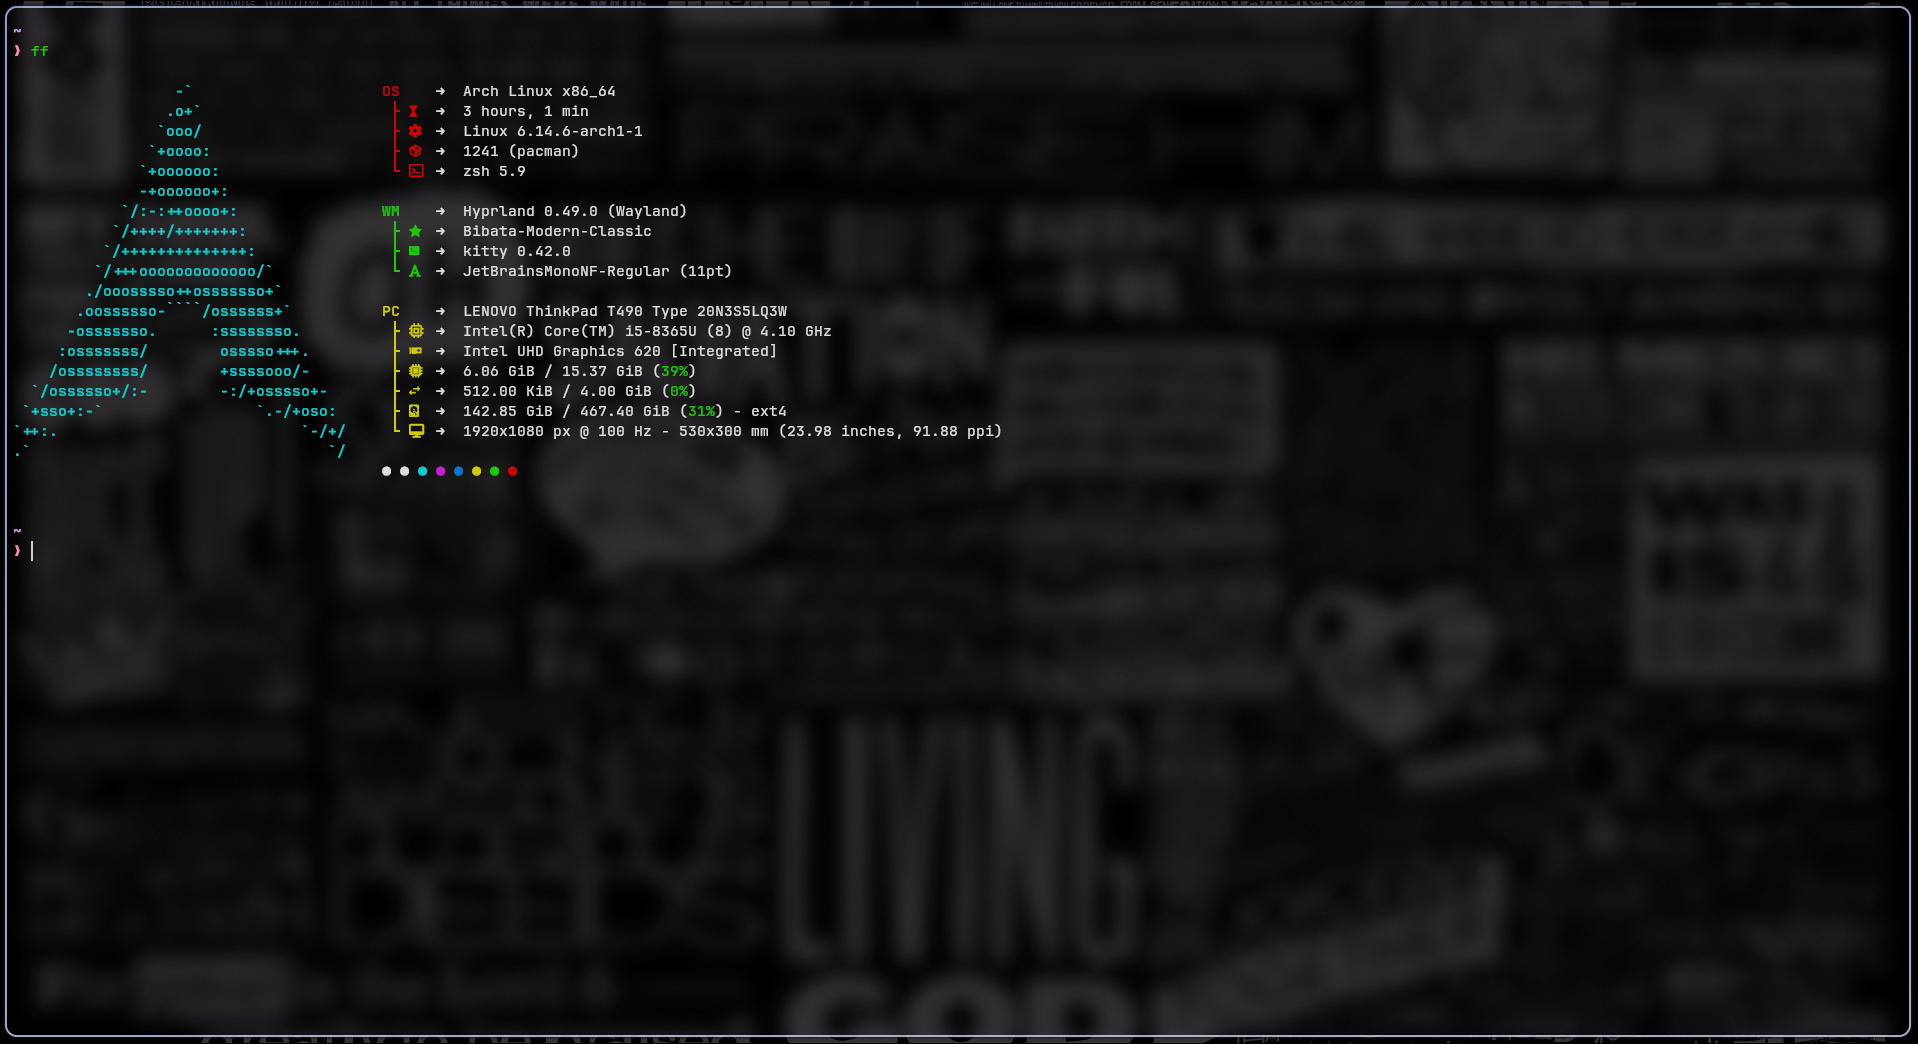 ~
❯ ff
-`
.o+`
`ooo/
`+oooo:
`+oooooo:
-+oooooo+:
`/:-:++oooo+:
`/++++/+++++++:
`/++++++++++++++:
`/+++ooooooooooooo/`
./ooosssso++osssssso+`
.oossssso-````/ossssss+`
-osssssso.      :ssssssso.
:osssssss/        osssso+++.
/ossssssss/        +ssssooo/-
`/ossssso+/:-        -:/+osssso+-
`+sso+:-`                 `.-/+oso:
`++:.                           `-/+/
.`                                 `/
OS ➜ Arch Linux x86_64
➜ 3 hours, 1 min
➜ Linux 6.14.6-arch1-1
➜ 1241 (pacman)
➜ zsh 5.9
WM ➜ Hyprland 0.49.0 (Wayland)
➜ Bibata-Modern-Classic
➜ kitty 0.42.0
➜ JetBrainsMonoNF-Regular (11pt)
PC ➜ LENOVO ThinkPad T490 Type 20N3S5LQ3W
➜ Intel(R) Core(TM) i5-8365U (8) @ 4.10 GHz
➜ Intel UHD Graphics 620 [Integrated]
➜ 6.06 GiB / 15.37 GiB (39%)
➜ 512.00 KiB / 4.00 GiB (0%)
➜ 142.85 GiB / 467.40 GiB (31%) - ext4
➜ 1920x1080 px @ 100 Hz - 530x300 mm (23.98 inches, 91.88 ppi)
~
❯
LIVING
GOD